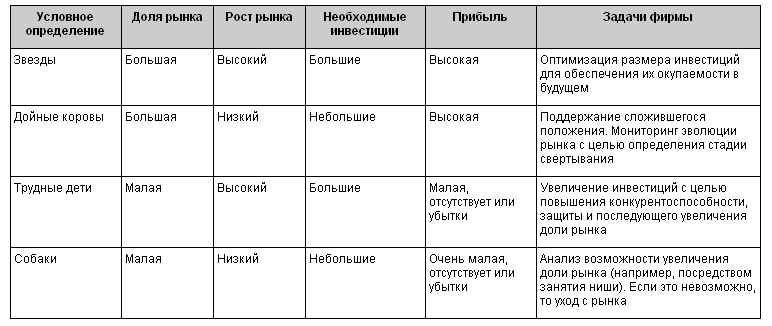 Условное определение
Доля рынка
Рост рынка
Необходимые инвестиции
Прибыль
Задачи фирмы
Звезды
Большая
Высокий
Большие
Высокая
Оптимизация размера инвестиций
для обеспечения их окупаемости в
будущем
Дойные коровы
Большая
Низкий
Небольшие
Высокая
Поддержание сложившегося
положения. Мониторинг эволюции
рынка с целью определения стадии
свертывания
Трудные дети
Малая
Высокий
Большие
Малая,
отсутствует или
убытки
Увеличение инвестиций с целью
повышения конкурентоспособности,
защиты и последующего увеличения
доли рынка
Собаки
Малая
Низкий
Небольшие
Очень малая,
отсутствует или
убытки
Анализ возможности увеличения
доли рынка (например, посредством
занятия ниши). Если это невозможно,
то уход с рынка